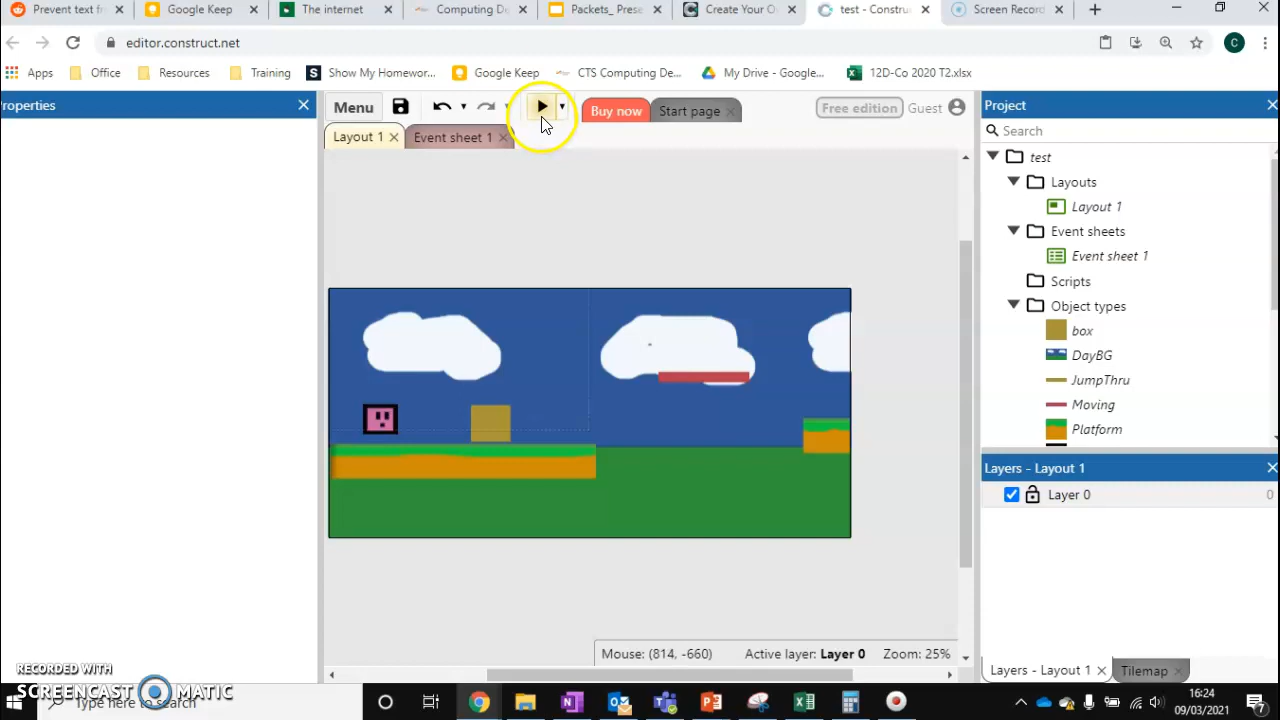 Prevent text fr
Google Keep
The internet
Computing De
Packets_ Prese
Create Your O
test - Constru
Screen Record
editor.construct.net
Apps
Office
Resources
Training
Show My Homewor...
Google Keep
CTS Computing De...
My Drive - Google...
12D-Co 2020 T2.xlsx
C
roperties
Menu
Buy now
Start page
Free edition
Guest
Project
Layout 1
Event sheet 1
Search
test
Layouts
Layout 1
Event sheets
Event sheet 1
Scripts
Object types
box
DayBG
JumpThru
Moving
Platform
Layers - Layout 1
Layer 0
0
Mouse: (814, -660)
Active layer: Layer 0
Zoom: 25%
Layers - Layout 1
Tilemap
RECORDED WITH
SCREENCAST MATIC
Type here to search
16:24
09/03/2021